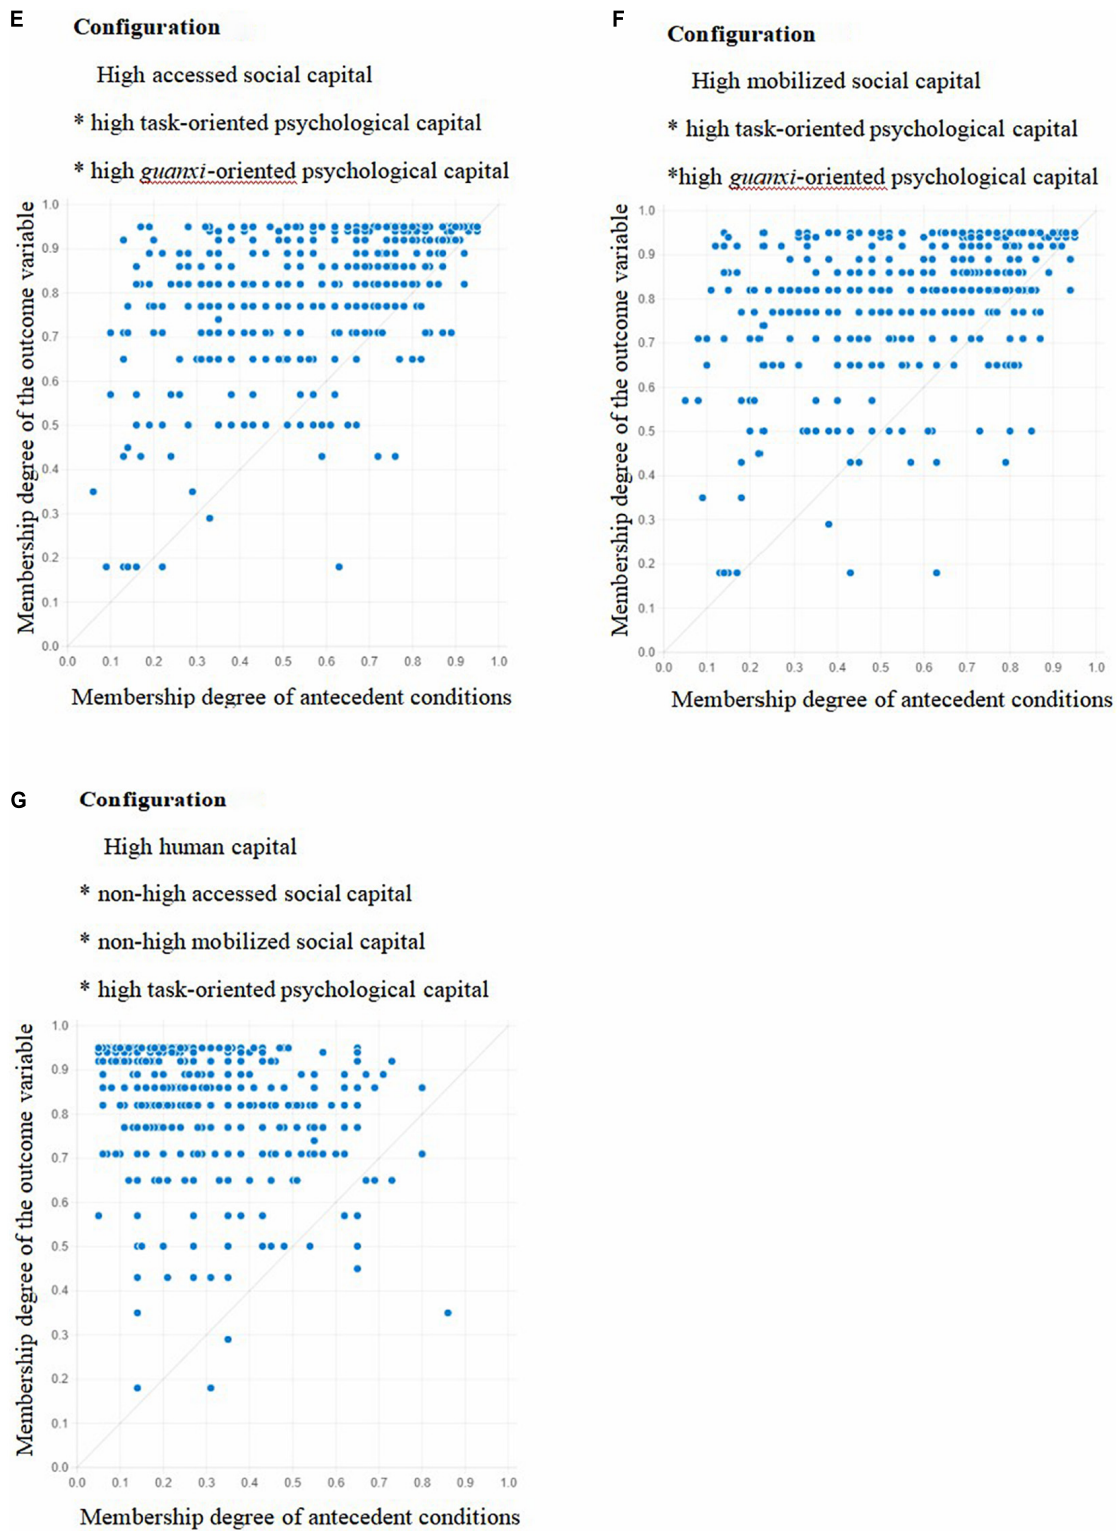 E
Configuration
High accessed social capital
* high task-oriented psychological capital
* high guanxi-oriented psychological capital
Membership degree of the outcome variable
1.0
0.9
0.8
0.7
0.6
0.5
0.4
0.3
0.2
0.1
0.0
0.0 0.1 0.2 0.3 0.4 0.5 0.6 0.7 0.8 0.9 1.0
Membership degree of antecedent conditions
F
Configuration
High mobilized social capital
* high task-oriented psychological capital
*high guanxi-oriented psychological capital
Membership degree of the outcome variable
1.0
0.9
0.8
0.7
0.6
0.5
0.4
0.3
0.2
0.1
0.0
0.0 0.1 0.2 0.3 0.4 0.5 0.6 0.7 0.8 0.9 1.0
Membership degree of antecedent conditions
G
Configuration
High human capital
* non-high accessed social capital
* non-high mobilized social capital
* high task-oriented psychological capital
Membership degree of the outcome variable
1.0
0.9
0.8
0.7
0.6
0.5
0.4
0.3
0.2
0.1
0.0
0.0 0.1 0.2 0.3 0.4 0.5 0.6 0.7 0.8 0.9 1.0
Membership degree of antecedent conditions